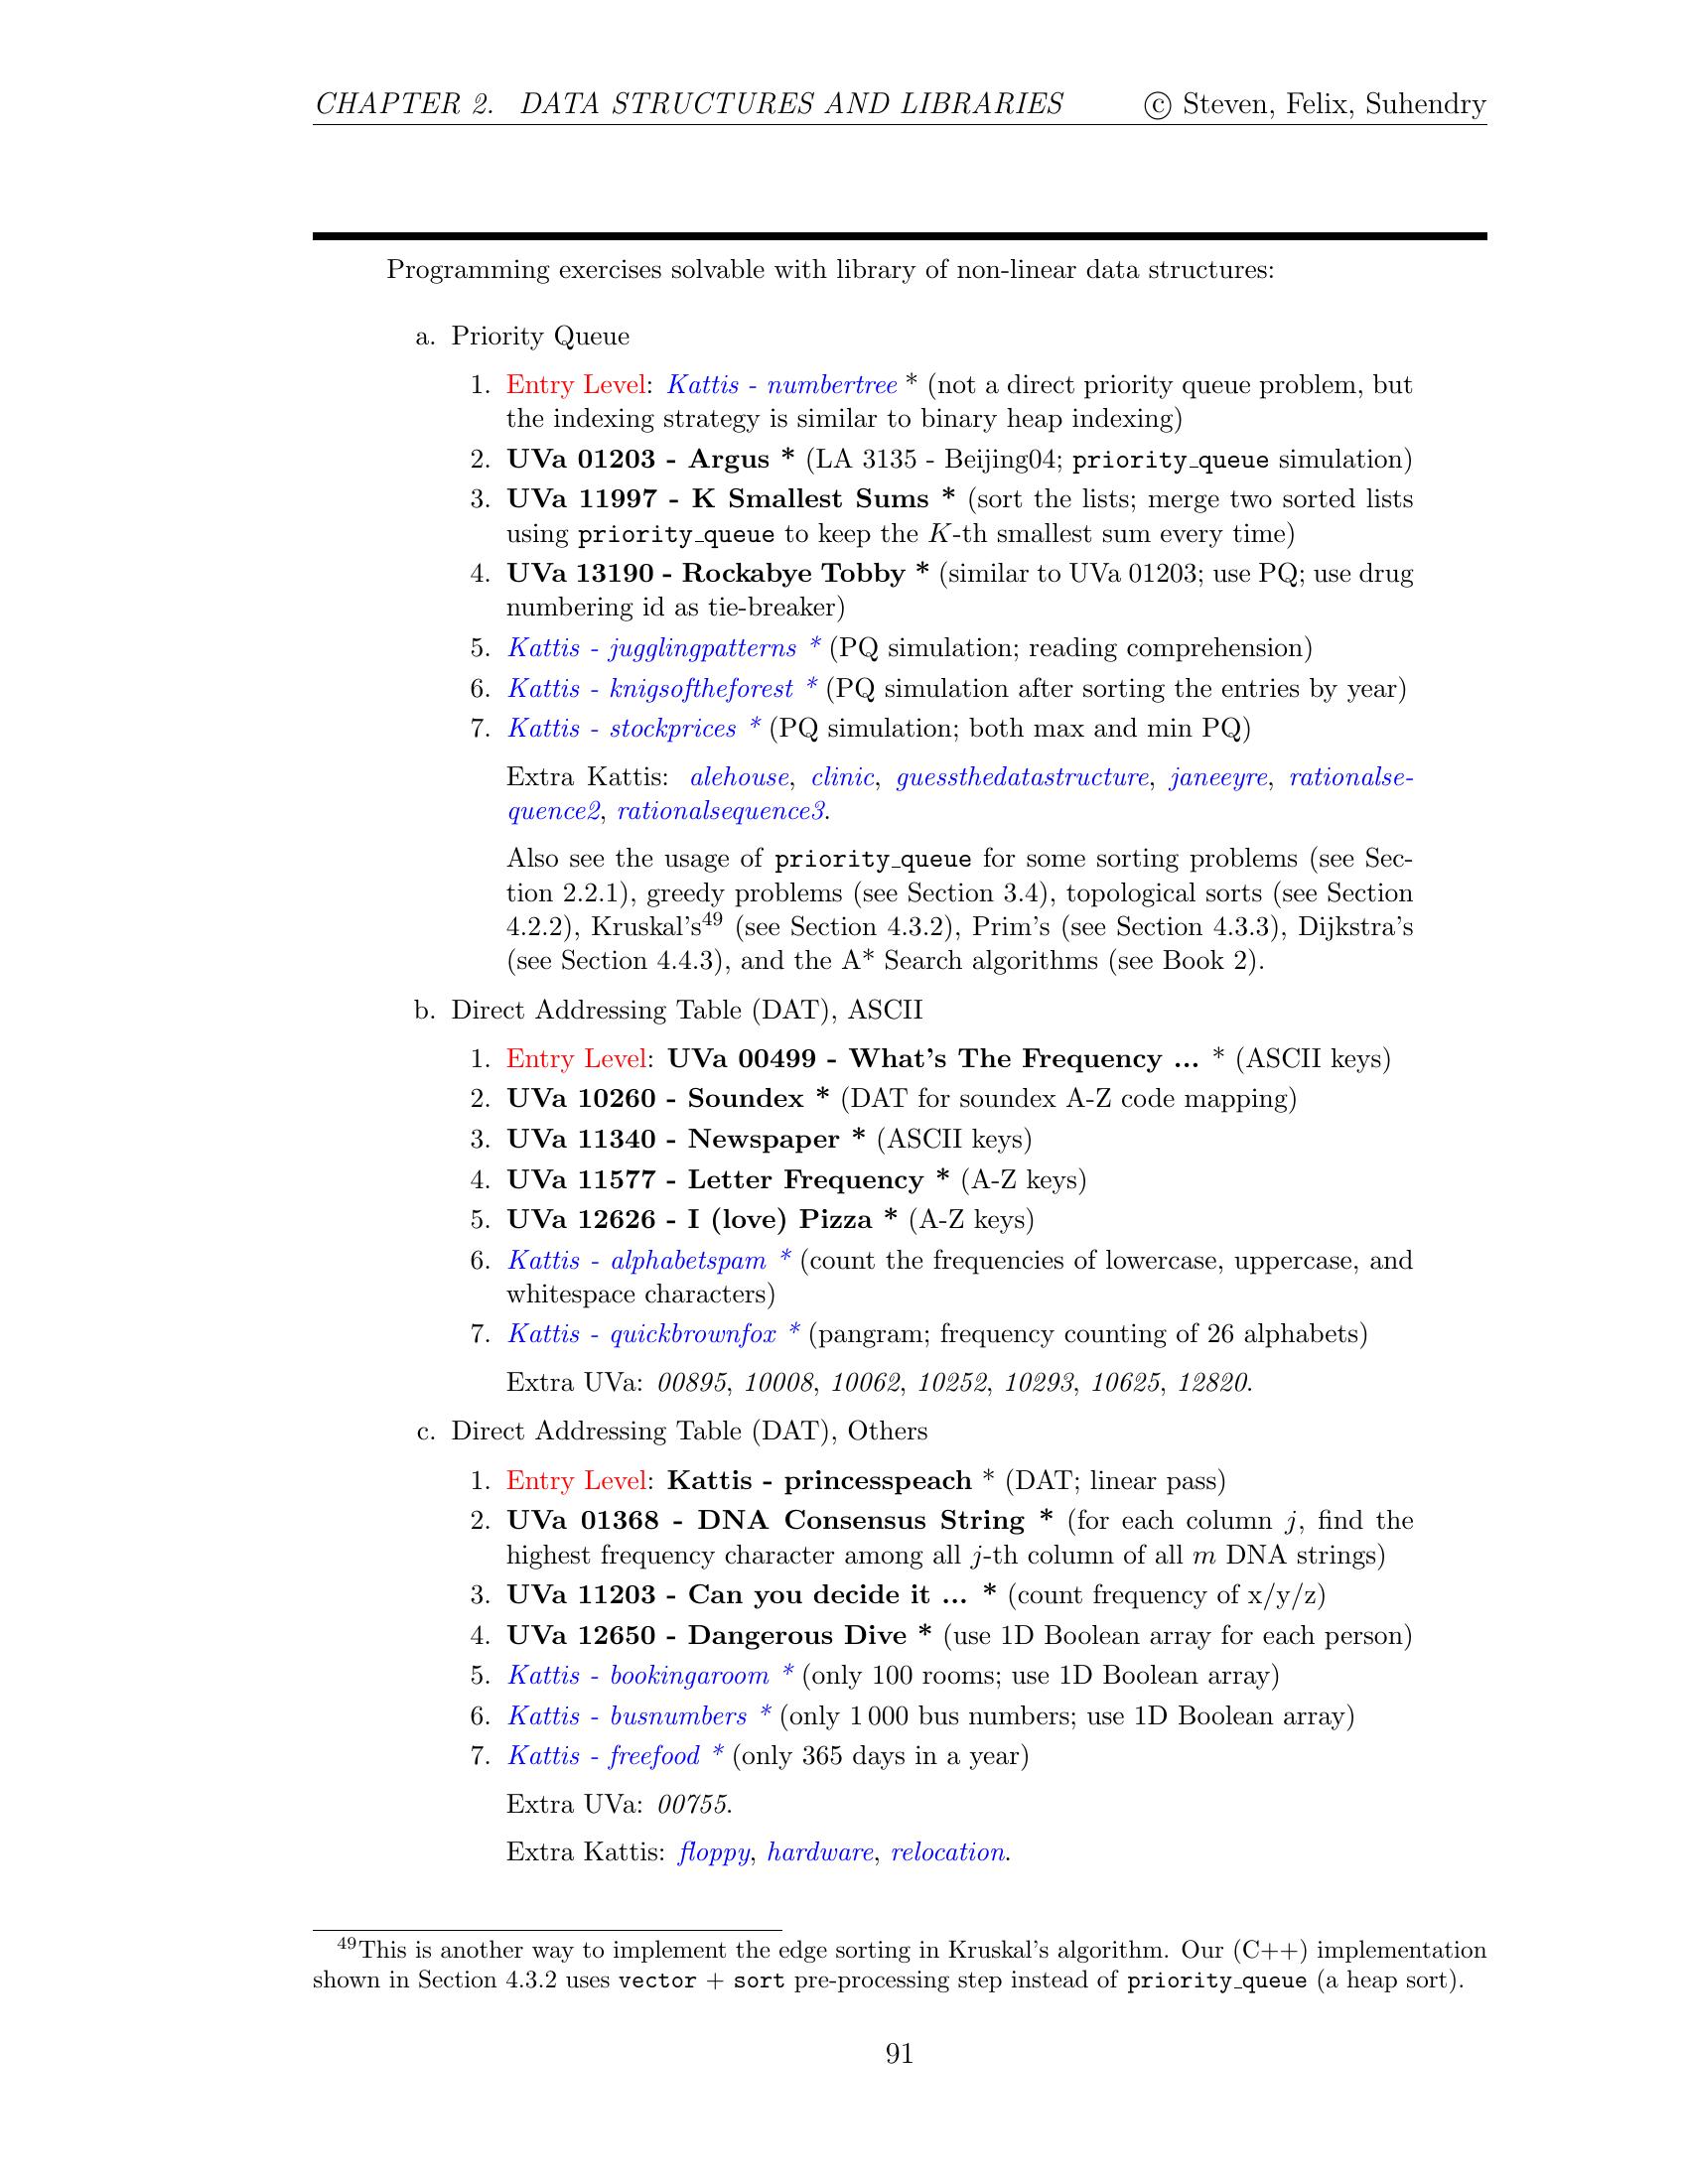 CHAPTER 2. DATA STRUCTURES AND LIBRARIES © Steven, Felix, Suhendry
Programming exercises solvable with library of non-linear data structures:
a. Priority Queue
1. Entry Level: Kattis - numbertree * (not a direct priority queue problem, but
the indexing strategy is similar to binary heap indexing)
2. UVa 01203 - Argus * (LA 3135 - Beijing04; priority_queue simulation)
3. UVa 11997 - K Smallest Sums * (sort the lists; merge two sorted lists
using priority_queue to keep the K-th smallest sum every time)
4. UVa 13190 - Rockabye Tobby * (similar to UVa 01203; use PQ; use drug
numbering id as tie-breaker)
5. Kattis - jugglingpatterns * (PQ simulation; reading comprehension)
6. Kattis - knigsoftheforest * (PQ simulation after sorting the entries by year)
7. Kattis - stockprices * (PQ simulation; both max and min PQ)
Extra Kattis: alehouse, clinic, guessthedatastructure, janeeyre, rationalse-
quence2, rationalsequence3.
Also see the usage of priority_queue for some sorting problems (see Sec-
tion 2.2.1), greedy problems (see Section 3.4), topological sorts (see Section
4.2.2), Kruskal's49 (see Section 4.3.2), Prim's (see Section 4.3.3), Dijkstra's
(see Section 4.4.3), and the A* Search algorithms (see Book 2).
b. Direct Addressing Table (DAT), ASCII
1. Entry Level: UVa 00499 - What's The Frequency ... * (ASCII keys)
2. UVa 10260 - Soundex * (DAT for soundex A-Z code mapping)
3. UVa 11340 - Newspaper * (ASCII keys)
4. UVa 11577 - Letter Frequency * (A-Z keys)
5. UVa 12626 - I (love) Pizza * (A-Z keys)
6. Kattis - alphabetspam * (count the frequencies of lowercase, uppercase, and
whitespace characters)
7. Kattis - quickbrownfox * (pangram; frequency counting of 26 alphabets)
Extra UVa: 00895, 10008, 10062, 10252, 10293, 10625, 12820.
c. Direct Addressing Table (DAT), Others
1. Entry Level: Kattis - princesspeach * (DAT; linear pass)
2. UVa 01368 - DNA Consensus String * (for each column j, find the
highest frequency character among all j-th column of all m DNA strings)
3. UVa 11203 - Can you decide it ... * (count frequency of x/y/z)
4. UVa 12650 - Dangerous Dive * (use 1D Boolean array for each person)
5. Kattis - bookingaroom * (only 100 rooms; use 1D Boolean array)
6. Kattis - busnumbers * (only 1 000 bus numbers; use 1D Boolean array)
7. Kattis - freefood * (only 365 days in a year)
Extra UVa: 00755.
Extra Kattis: floppy, hardware, relocation.
49This is another way to implement the edge sorting in Kruskal's algorithm. Our (C++) implementation
shown in Section 4.3.2 uses vector + sort pre-processing step instead of priority_queue (a heap sort).
91